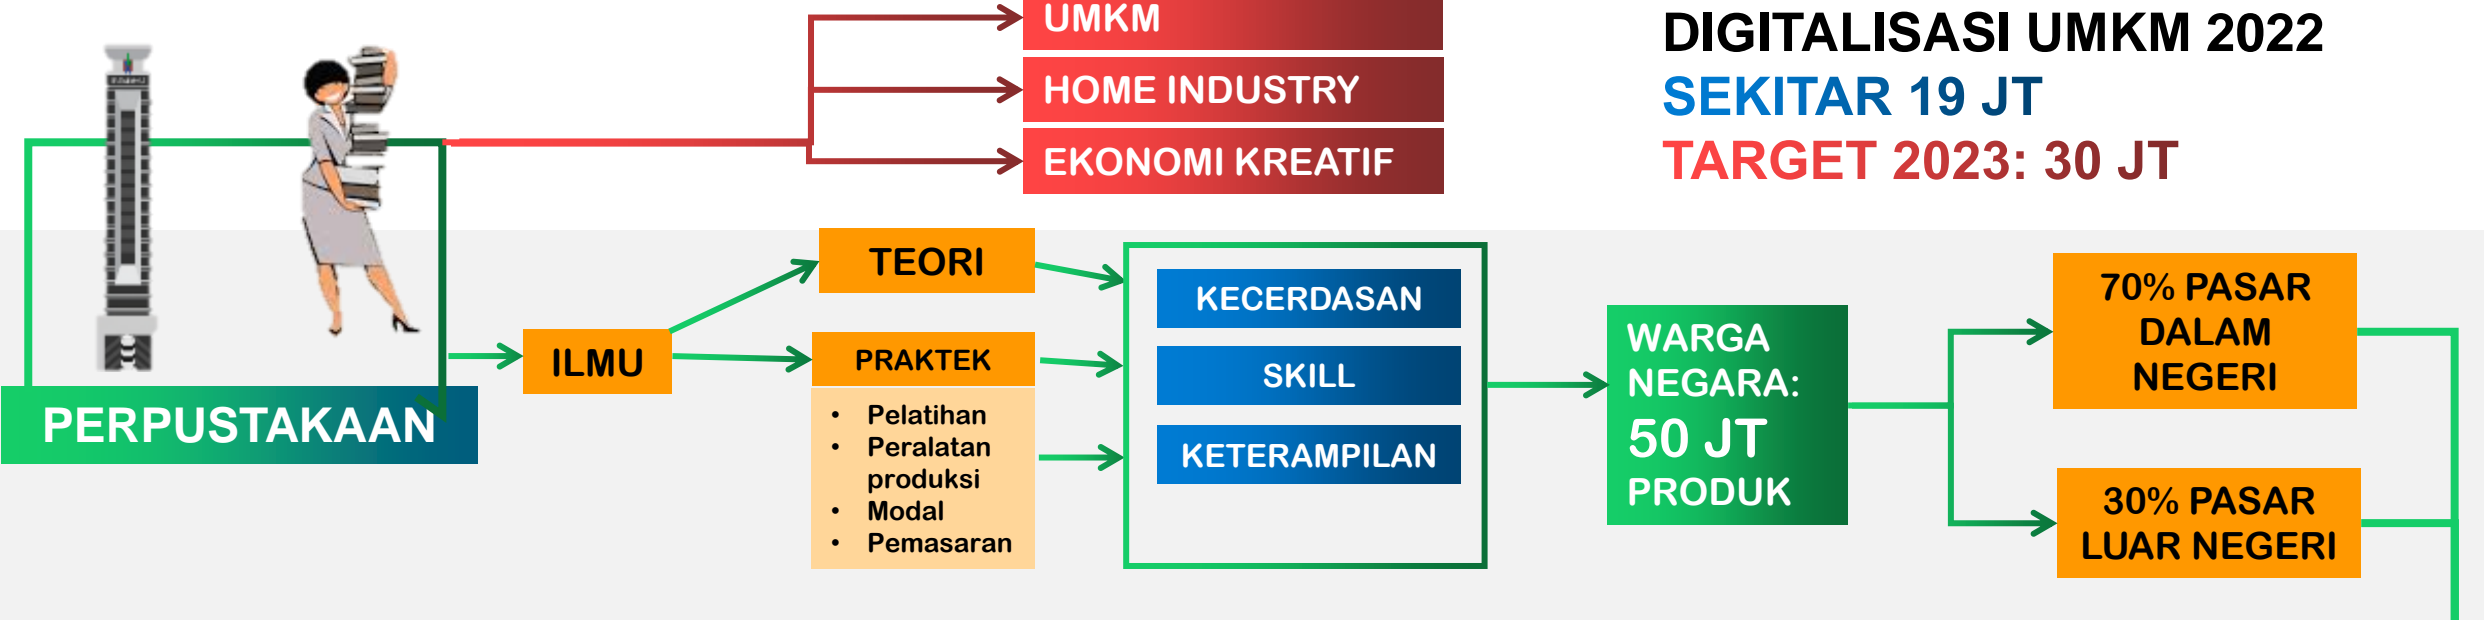 UMKM
HOME INDUSTRY
EKONOMI KREATIF
DIGITALISASI UMKM 2022
SEKITAR 19 JT
TARGET 2023: 30 JT
PERPUSTAKAAN
ILMU
TEORI
PRAKTEK
• Pelatihan
• Peralatan
produksi
• Modal
• Pemasaran
KECERDASAN
SKILL
KETERAMPILAN
WARGA
NEGARA:
50 JT
PRODUK
70% PASAR
DALAM
NEGERI
30% PASAR
LUAR NEGERI